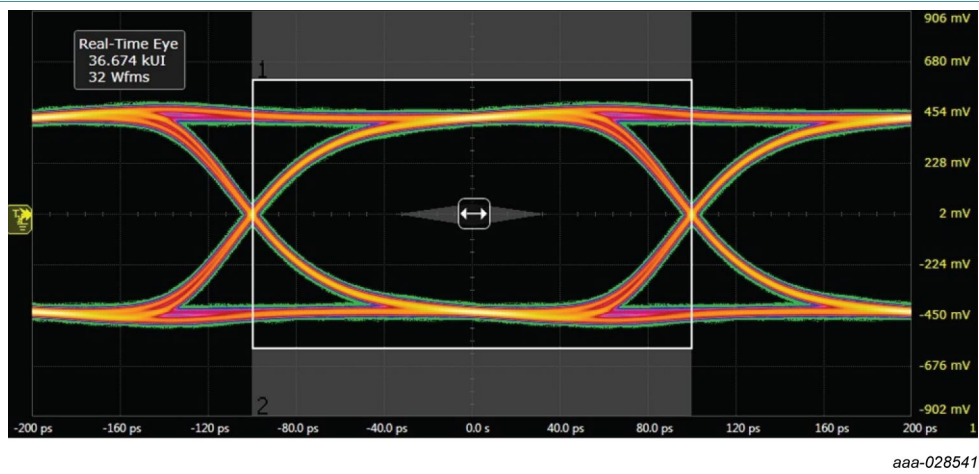 906 mV
Real-Time Eye
36.674 kUI
32 Wfms
1
680 mV
454 mV
228 mV
2 mV
-224 mV
-450 mV
-676 mV
2
-902 mV
-200 ps -160 ps -120 ps -80.0 ps -40.0 ps 0.0 s 40.0 ps 80.0 ps 120 ps 160 ps 200 ps 1
aaa-028541